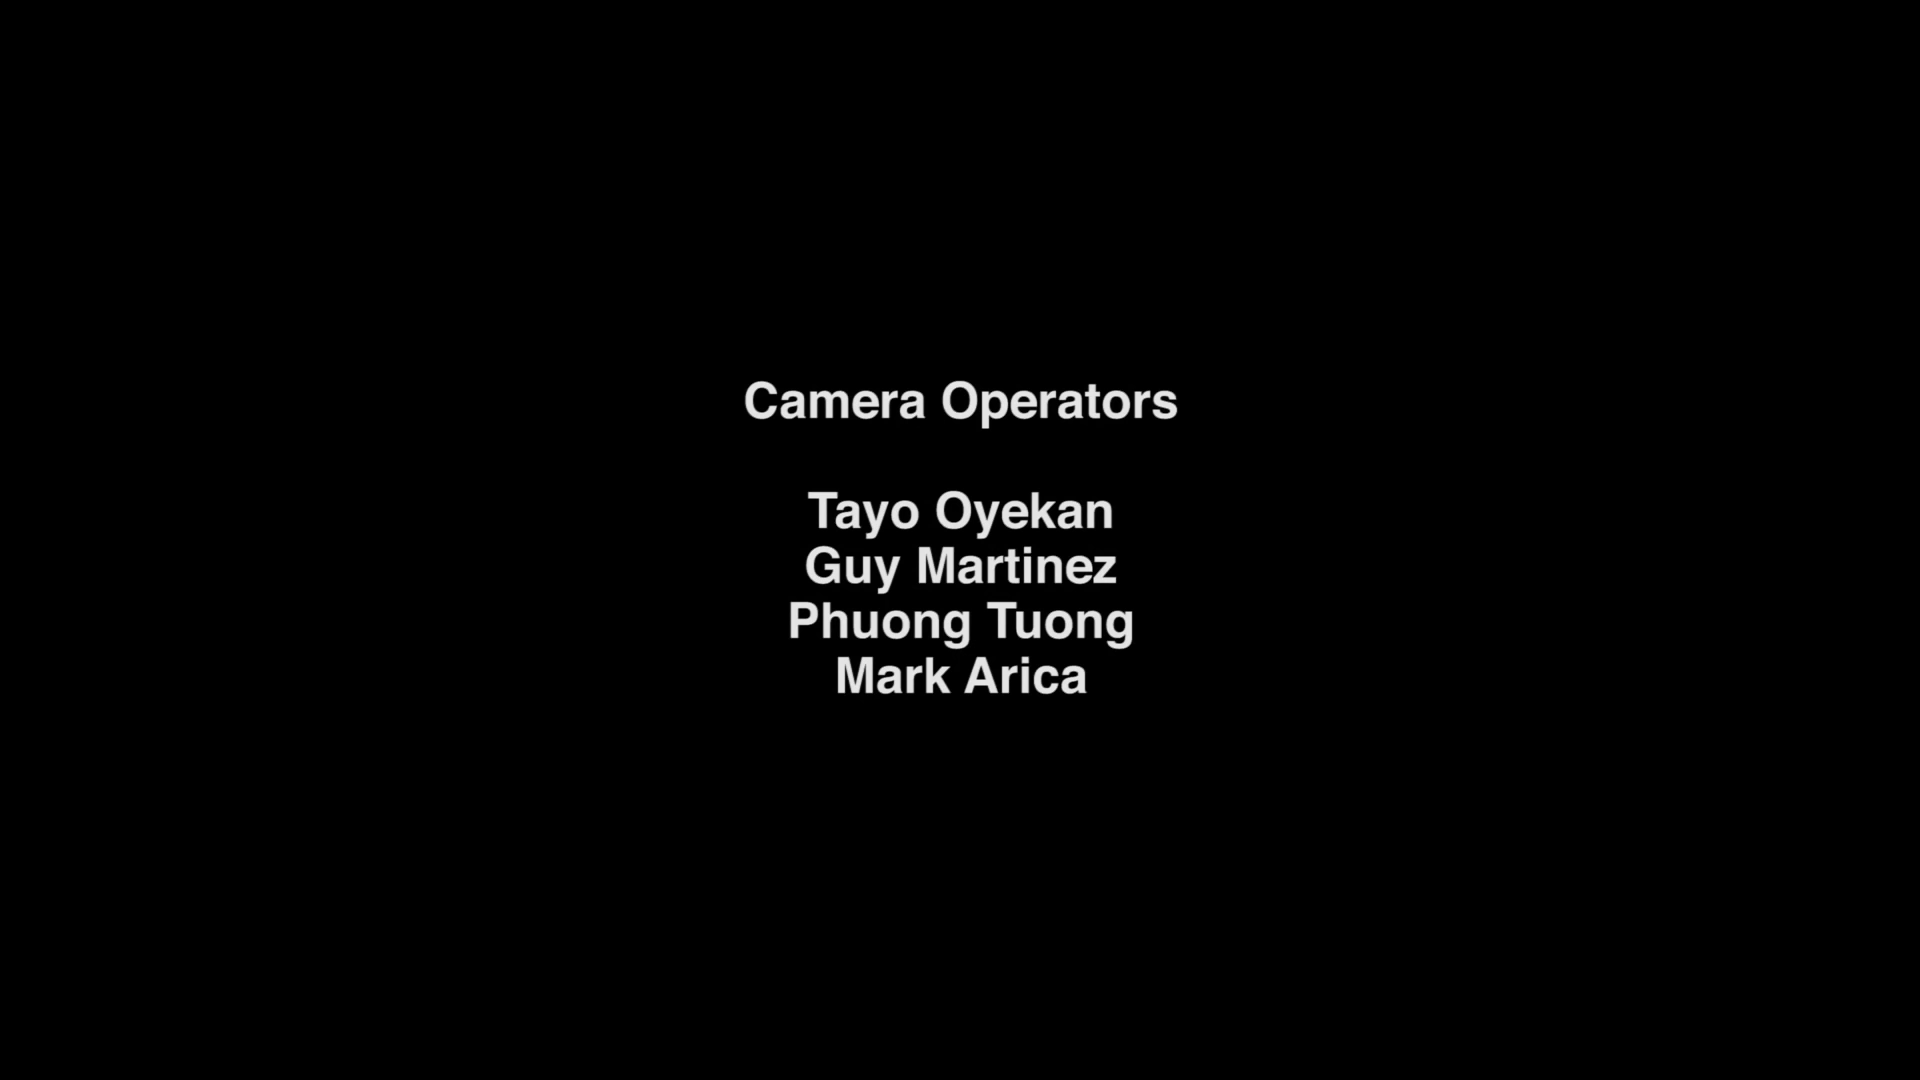 Camera Operators
Tayo Oyekan
Guy Martinez
Phuong Tuong
Mark Arica